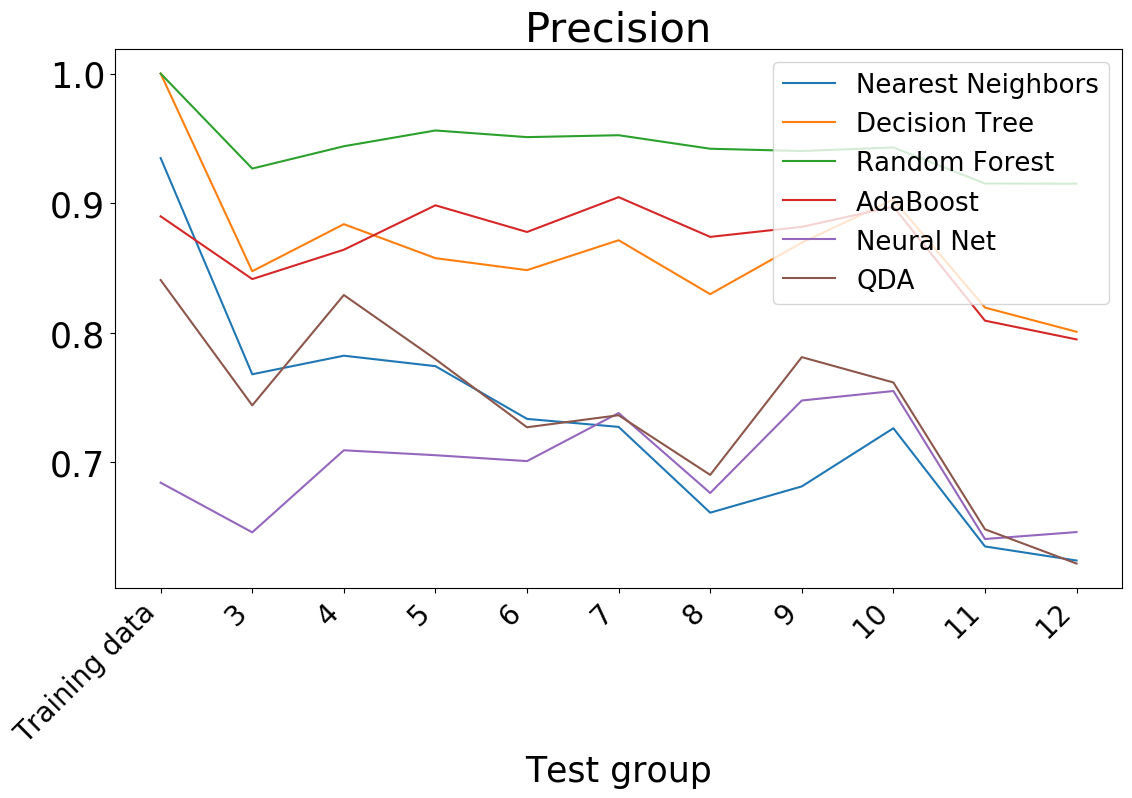 Precision
1.0
0.9
0.8
0.7
Nearest Neighbors
Decision Tree
Random Forest
AdaBoost
Neural Net
QDA
Training data
3
4
5
6
7
8
9
10
11
12
Test group